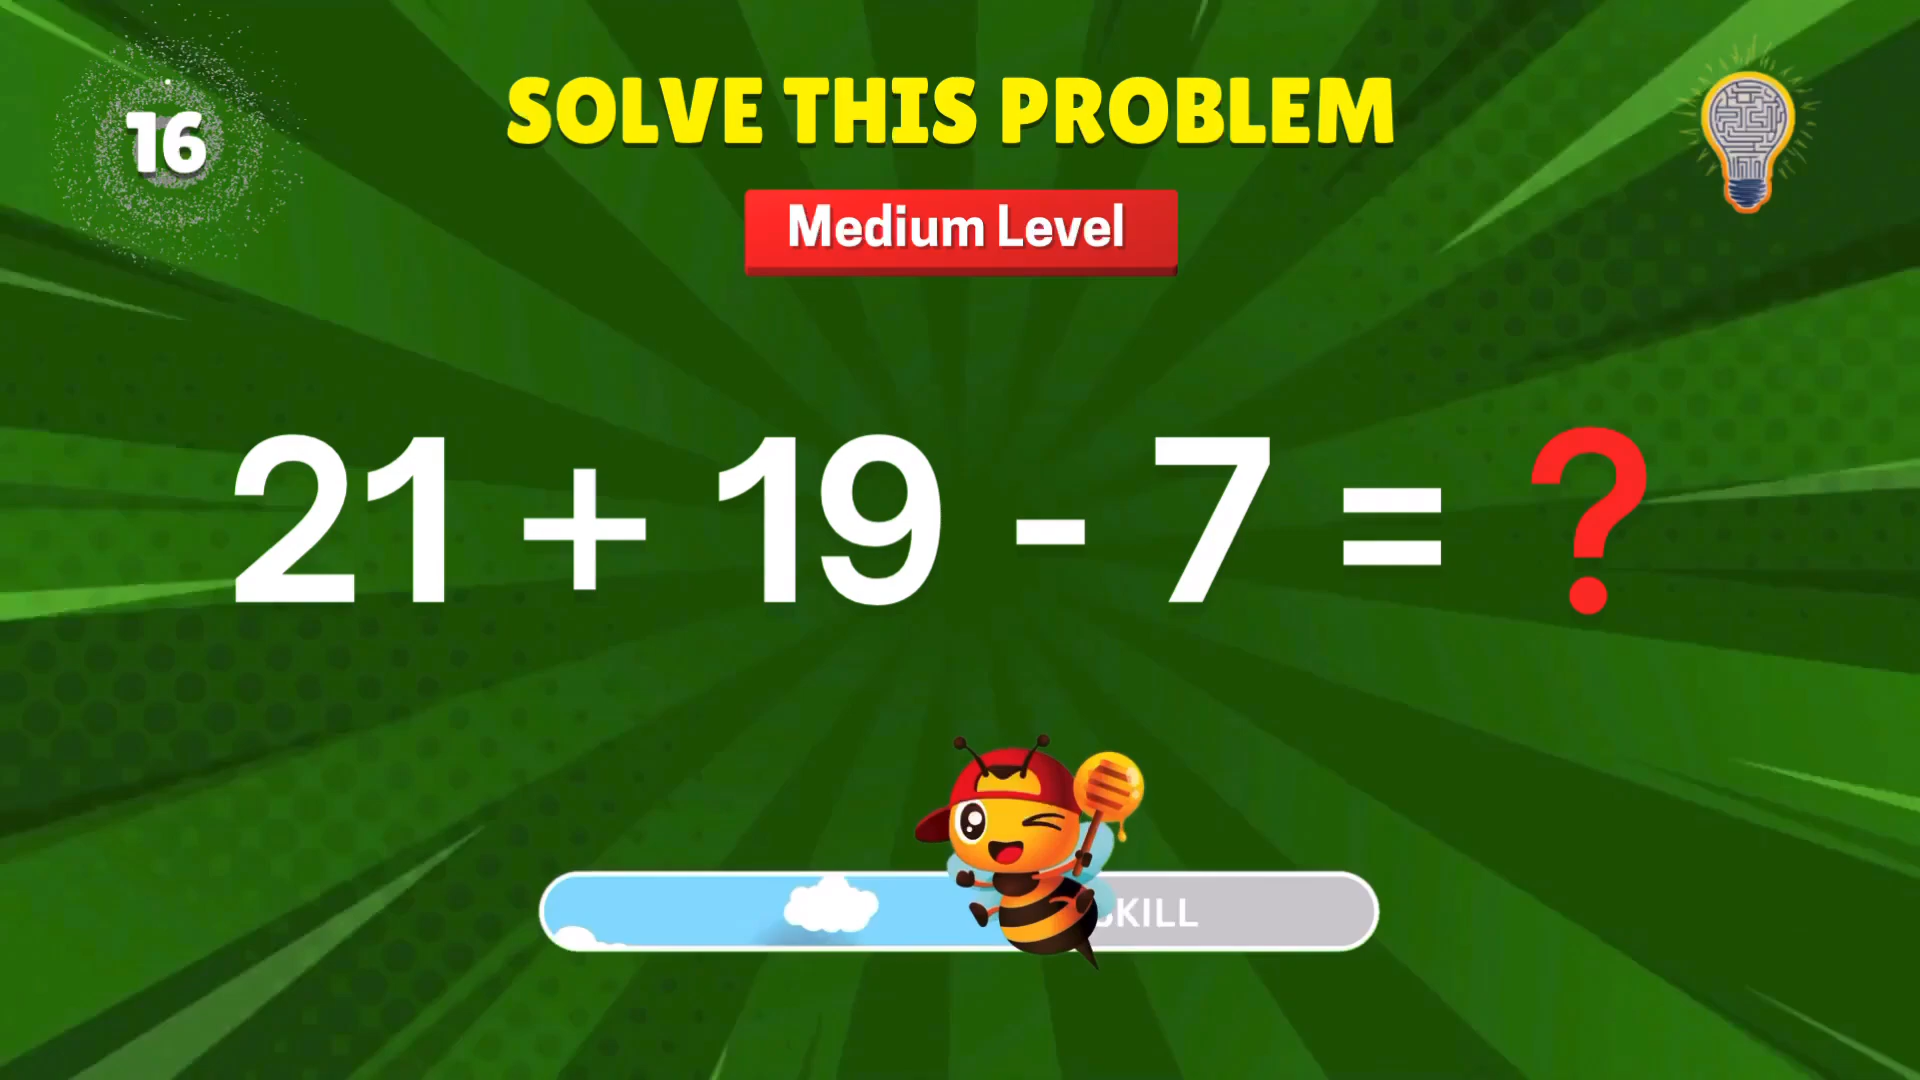 16
SOLVE THIS PROBLEM
Medium Level
21 + 19 - 7 = ?